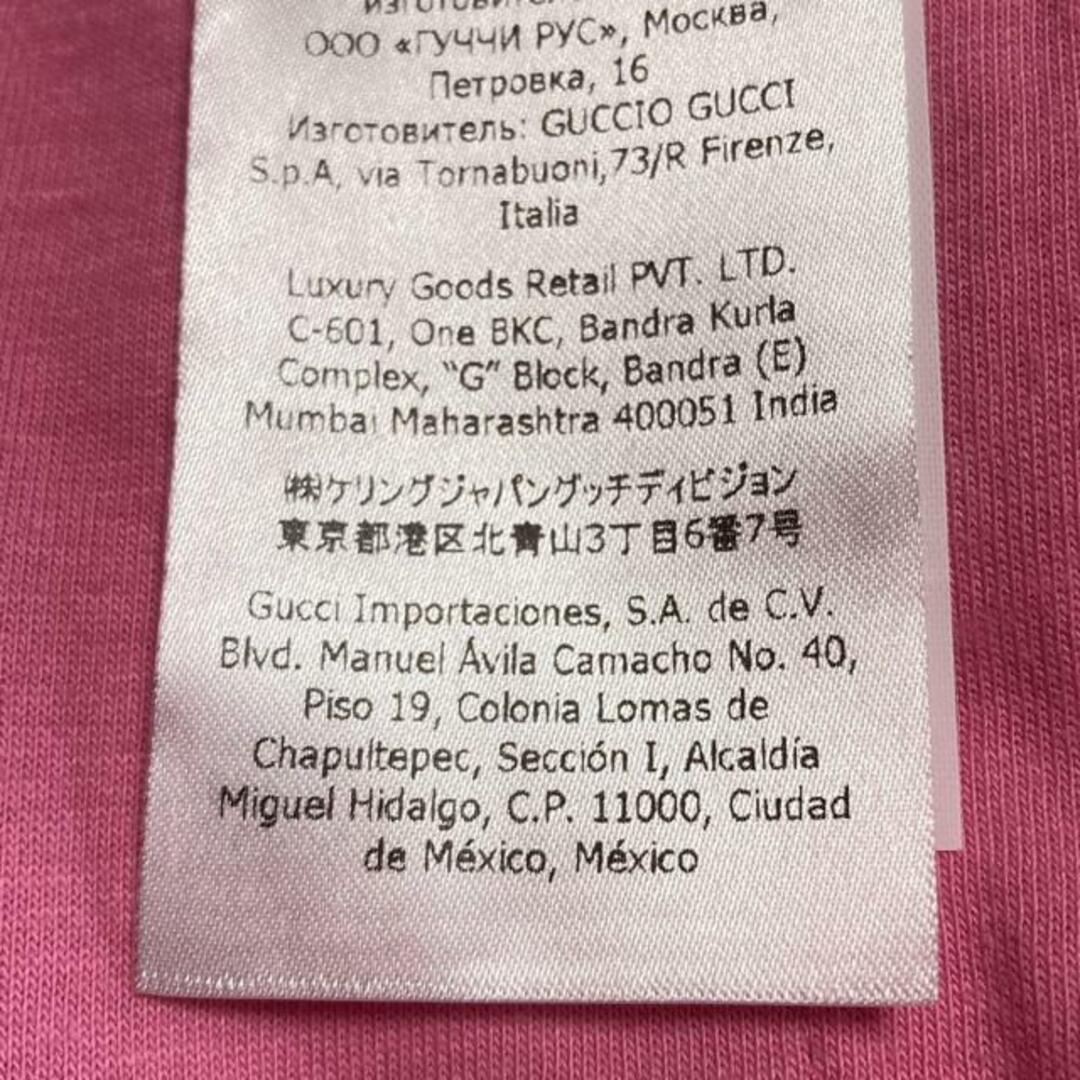 ООО «ГУЧЧИ РУС», Москва,
Петровка, 16
Изготовитель: GUCCIO GUCCI
S.p.A, via Tornabuoni,73/R Firenze,
Italia
Luxury Goods Retail PVT. LTD.
C-601, One BKC, Bandra Kurla
Complex, "G" Block, Bandra (E)
Mumbai Maharashtra 400051 India
㈱ケリングジャパングッチディビジョン
東京都港区北青山3丁目6番7号
Gucci Importaciones, S.A. de C.V.
Blvd. Manuel Ávila Camacho No. 40,
Piso 19, Colonia Lomas de
Chapultepec, Sección I, Alcaldía
Miguel Hidalgo, C.P. 11000, Ciudad
de México, México